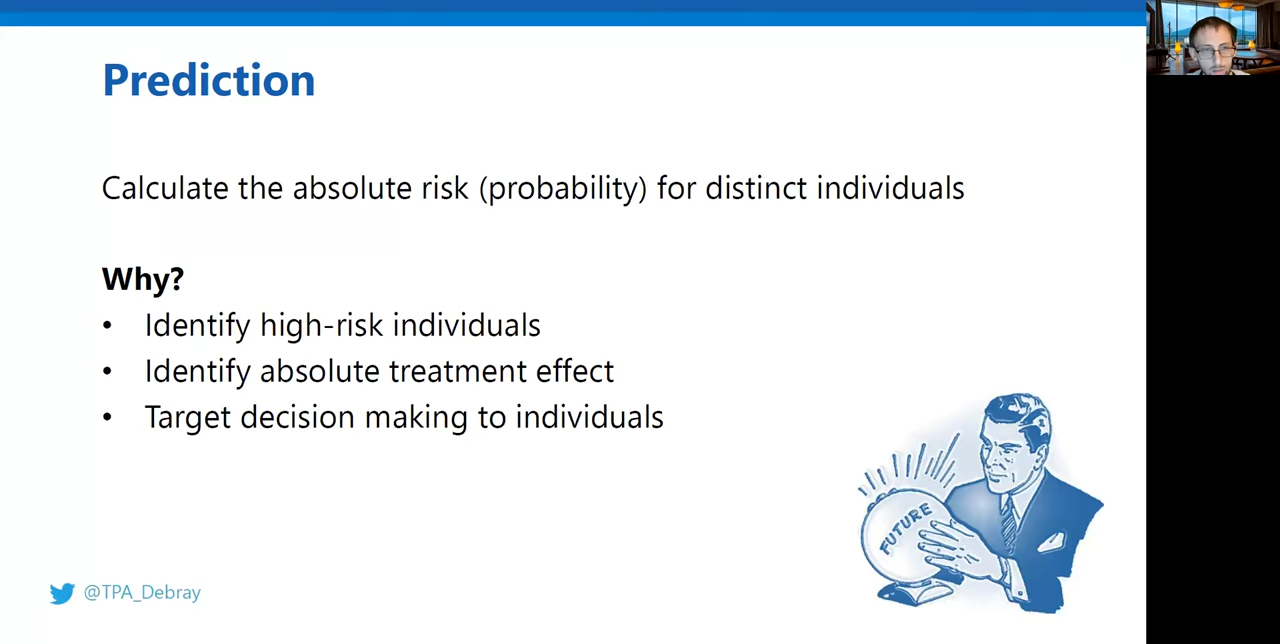 Prediction
Calculate the absolute risk (probability) for distinct individuals
Why?
• Identify high-risk individuals
• Identify absolute treatment effect
• Target decision making to individuals
FUTURE
@TPA_Debray